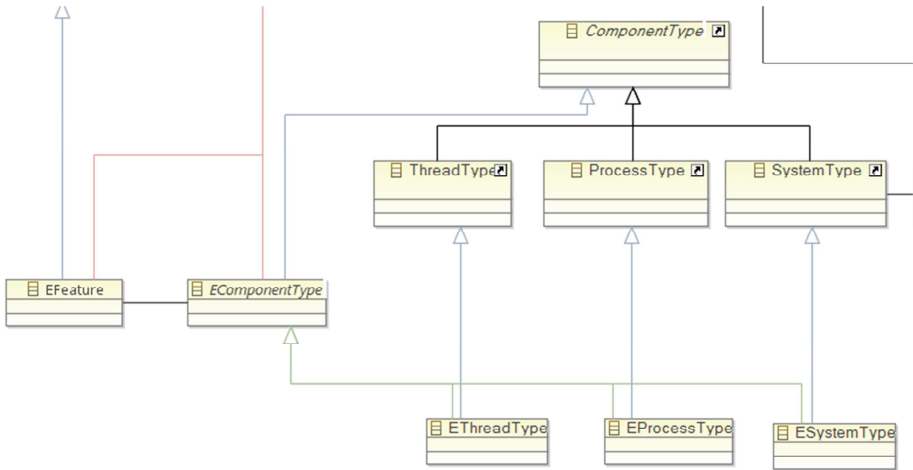 ComponentType
ThreadType
ProcessType
SystemType
EFeature
EComponentType
EThreadType
EProcessType
ESystemType